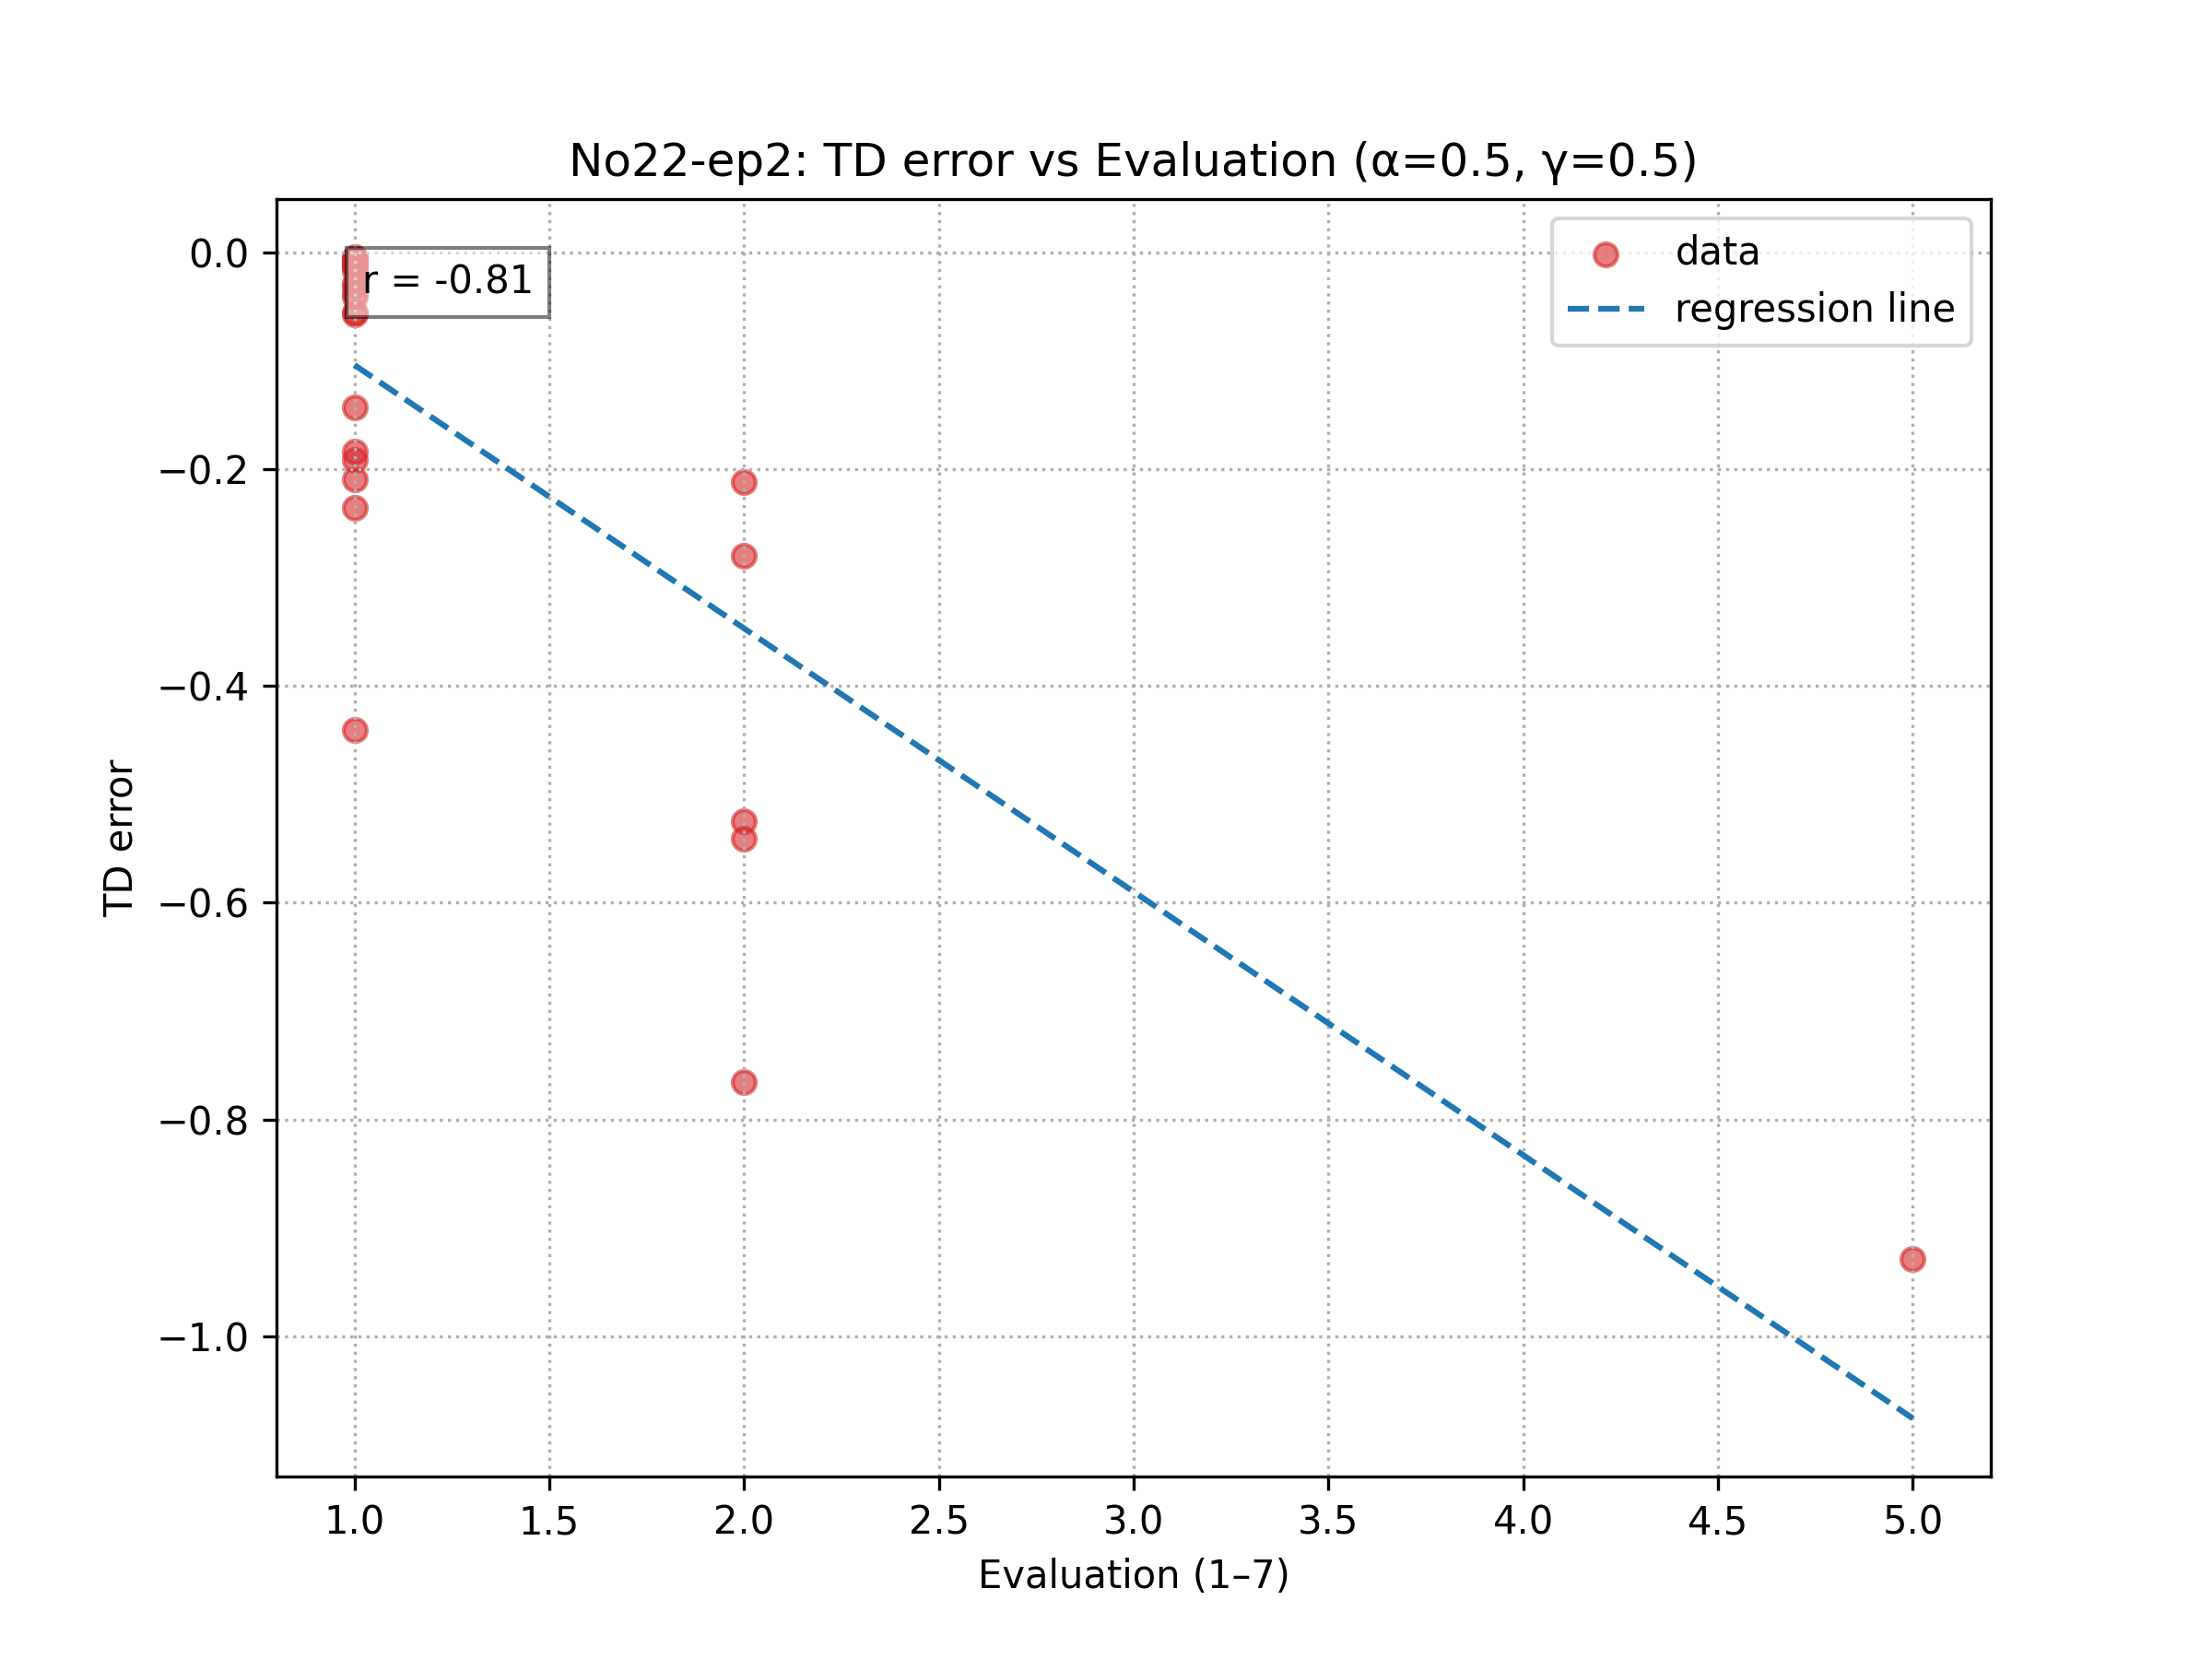 No22-ep2: TD error vs Evaluation (α=0.5, γ=0.5)
r = -0.81
data
regression line
0.0
−0.2
−0.4
−0.6
−0.8
−1.0
TD error
1.0 1.5 2.0 2.5 3.0 3.5 4.0 4.5 5.0
Evaluation (1–7)